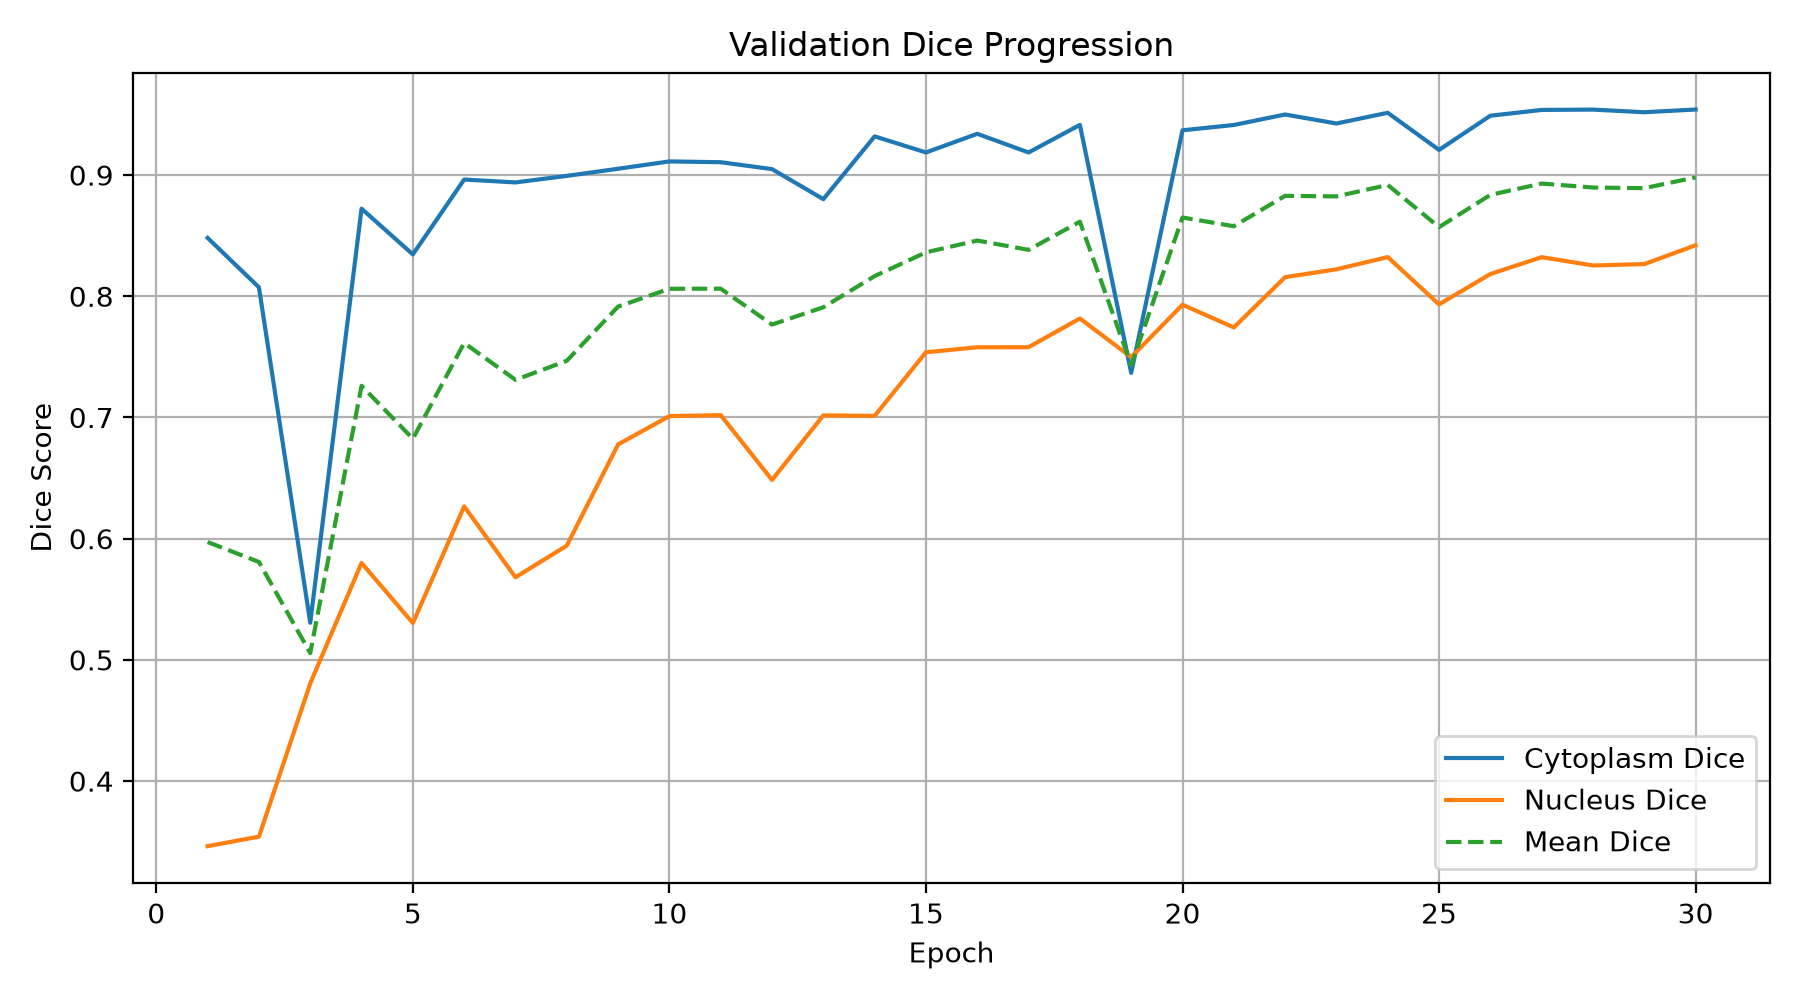 Validation Dice Progression
Dice Score
0.9
0.8
0.7
0.6
0.5
0.4
0 5 10 15 20 25 30
Epoch
Cytoplasm Dice
Nucleus Dice
Mean Dice